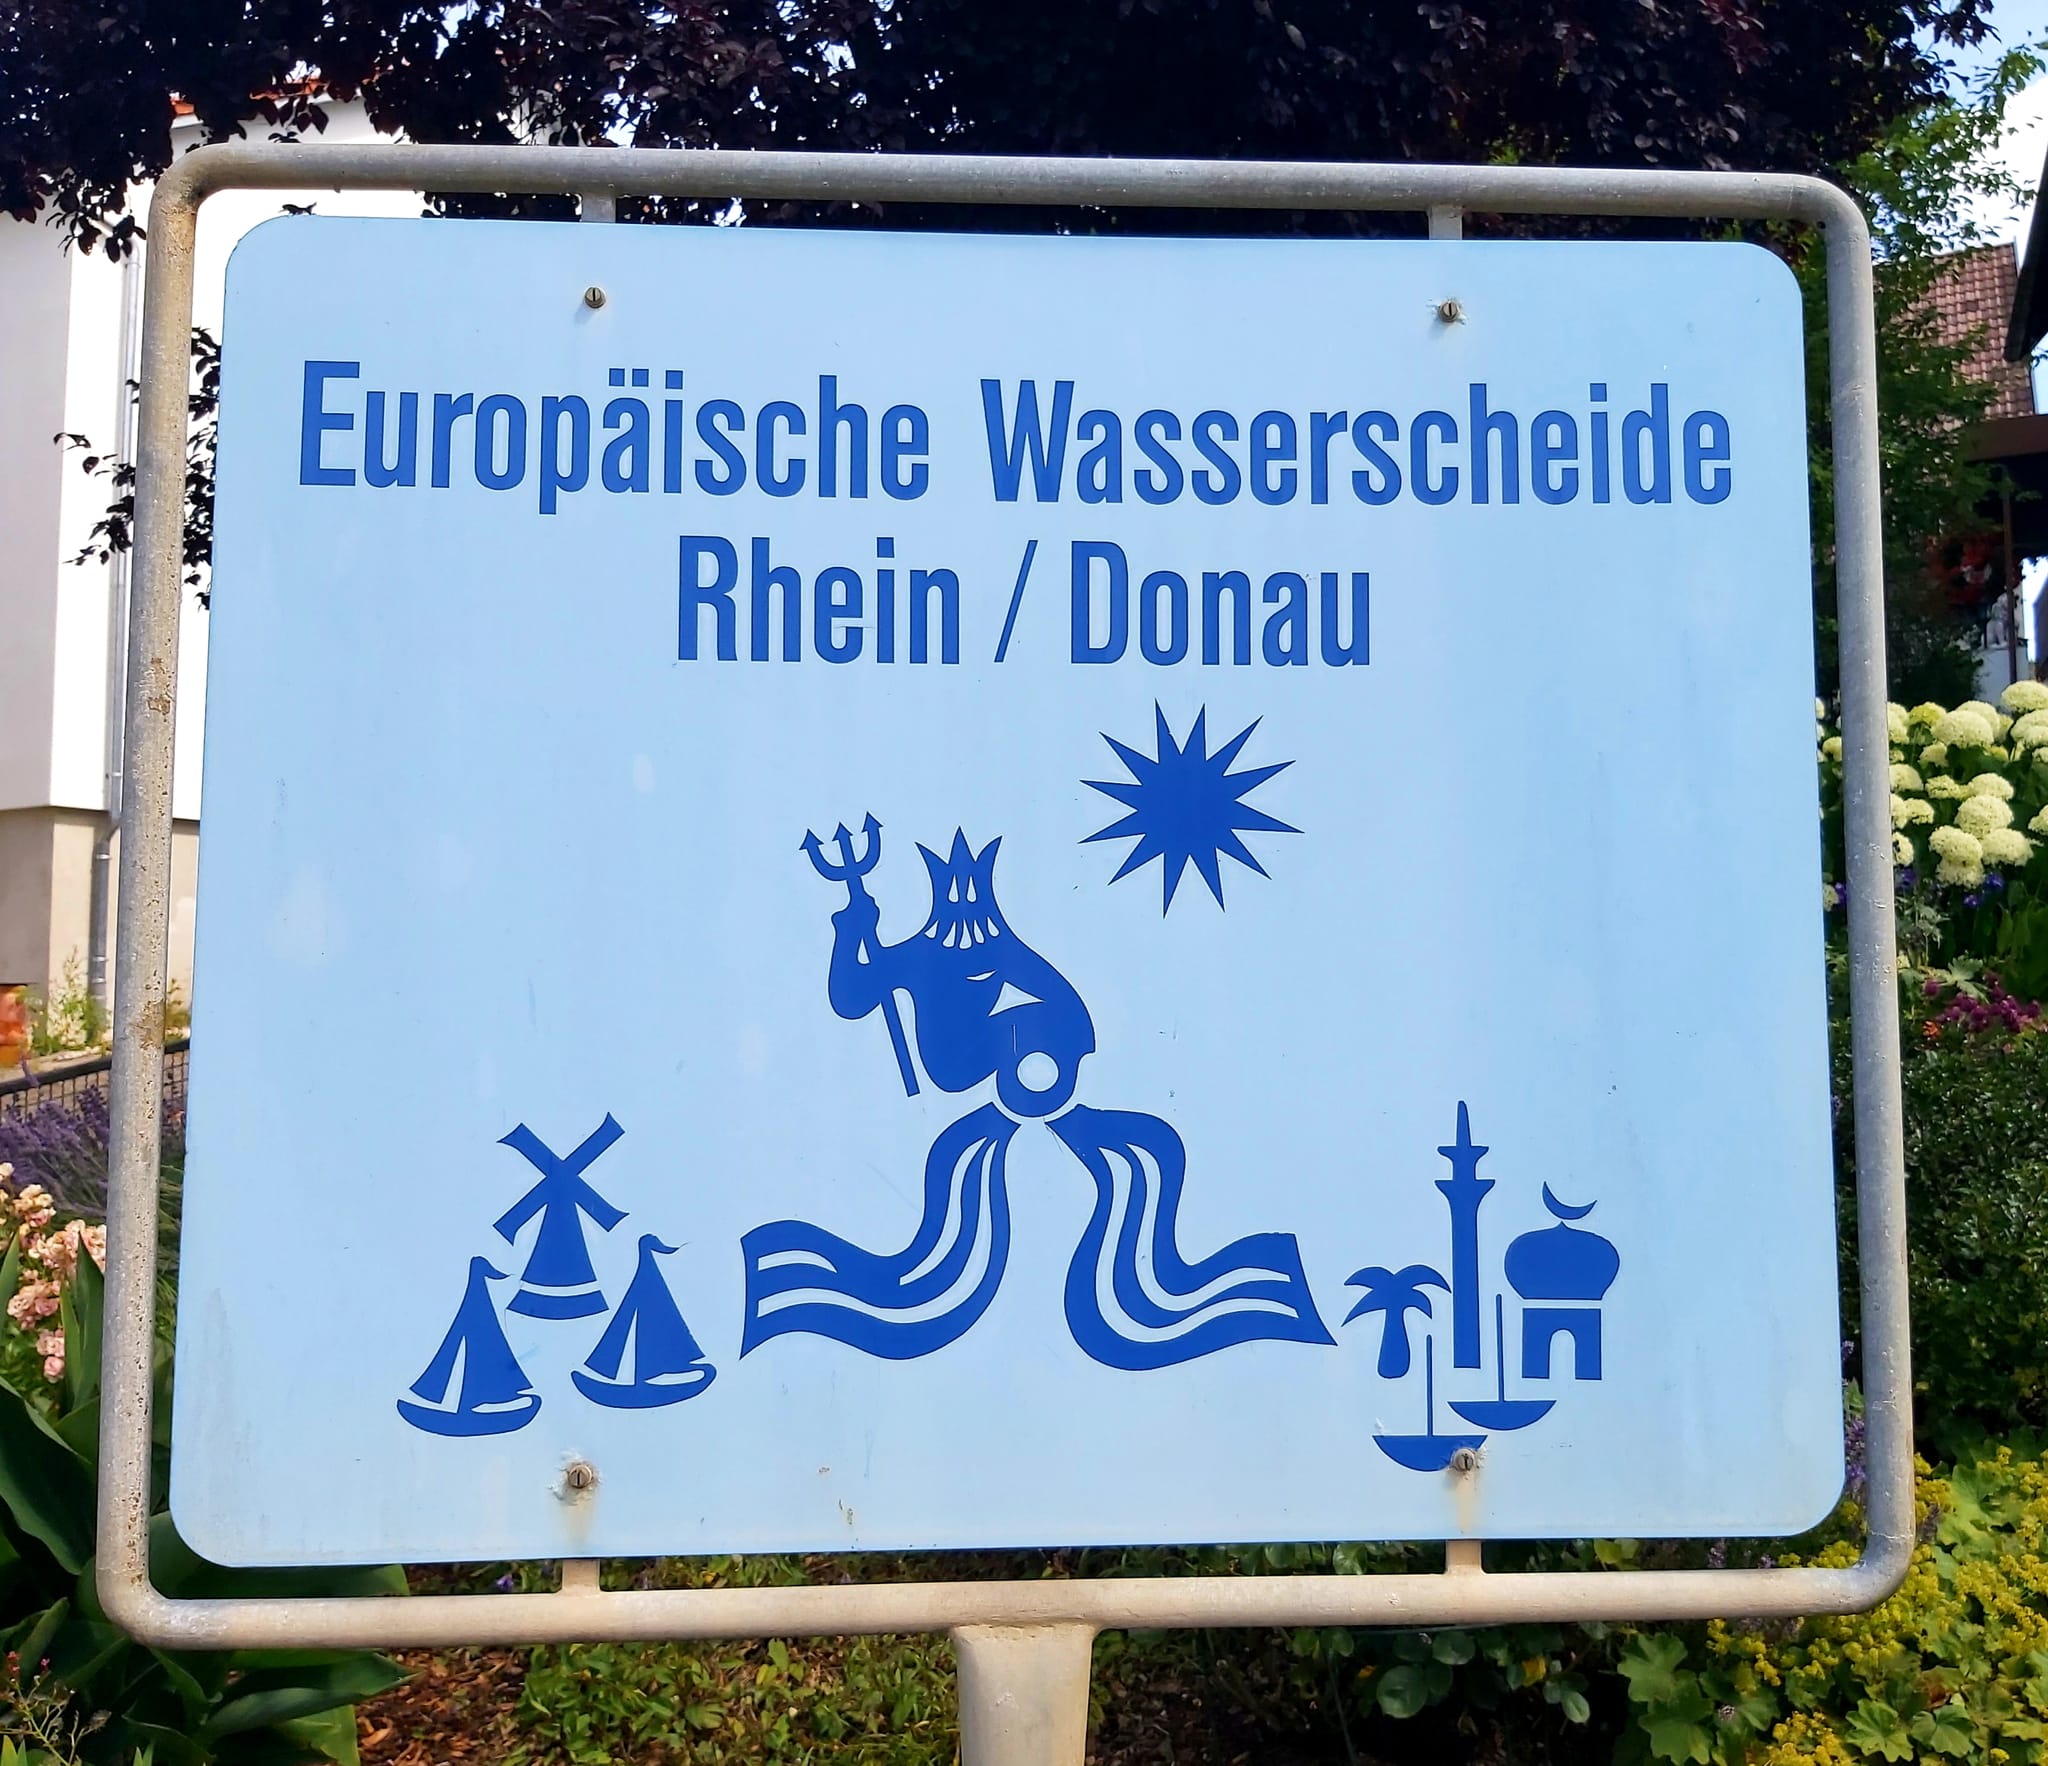 Europäische Wasserscheide
Rhein / Donau